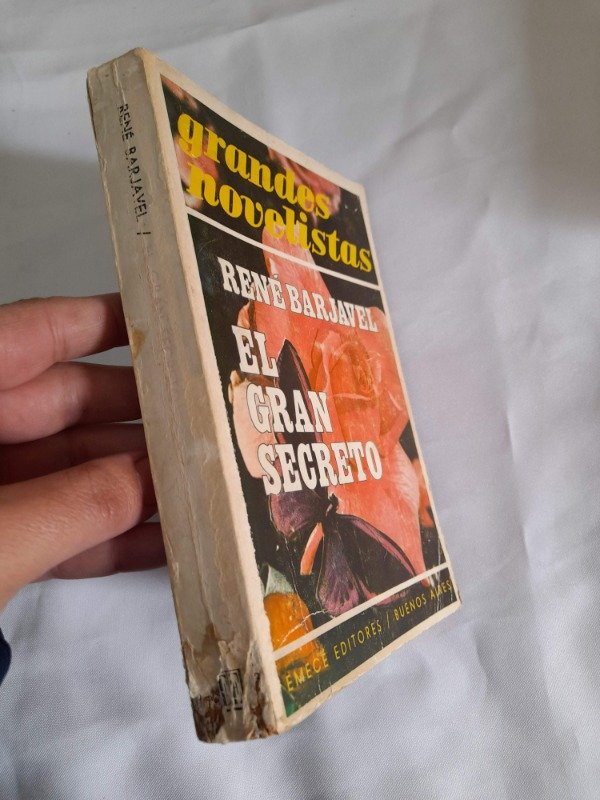 RENÉ BARJAVEL /
grandes
novelistas
RENÉ BARJAVEL
EL
GRAN
SECRETO
EMECÉ EDITORES / BUENOS AIRES